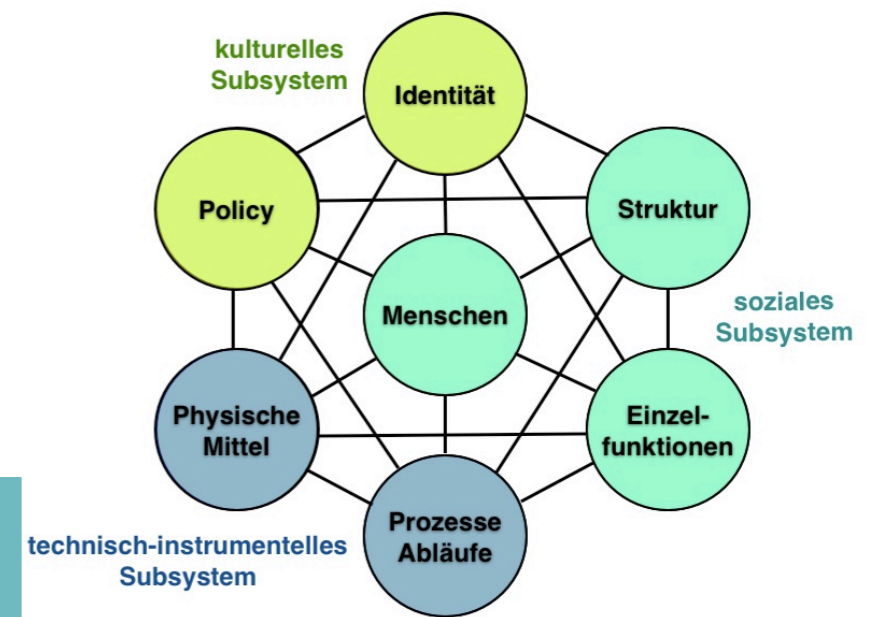 kulturelles
Subsystem
Identität
Policy
Struktur
Menschen
soziales
Subsystem
Physische
Mittel
Einzel-
funktionen
Prozesse
Abläufe
technisch-instrumentelles
Subsystem